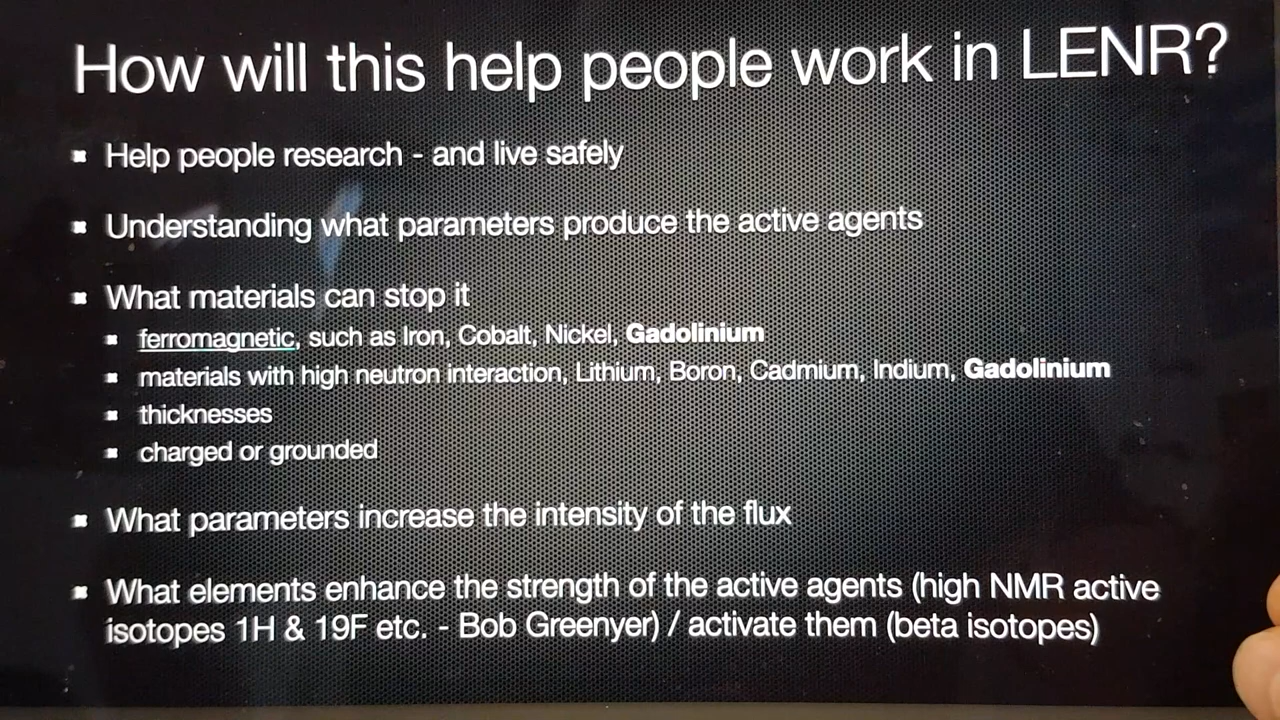 How will this help people work in LENR?
Help people research - and live safely
Understanding what parameters produce the active agents
What materials can stop it
ferromagnetic, such as Iron, Cobalt, Nickel, Gadolinium
materials with high neutron interaction, Lithium, Boron, Cadmium, Indium, Gadolinium
thicknesses
charged or grounded
What parameters increase the intensity of the flux
What elements enhance the strength of the active agents (high NMR active
isotopes 1H & 19F etc. - Bob Greenyer) / activate them (beta isotopes)